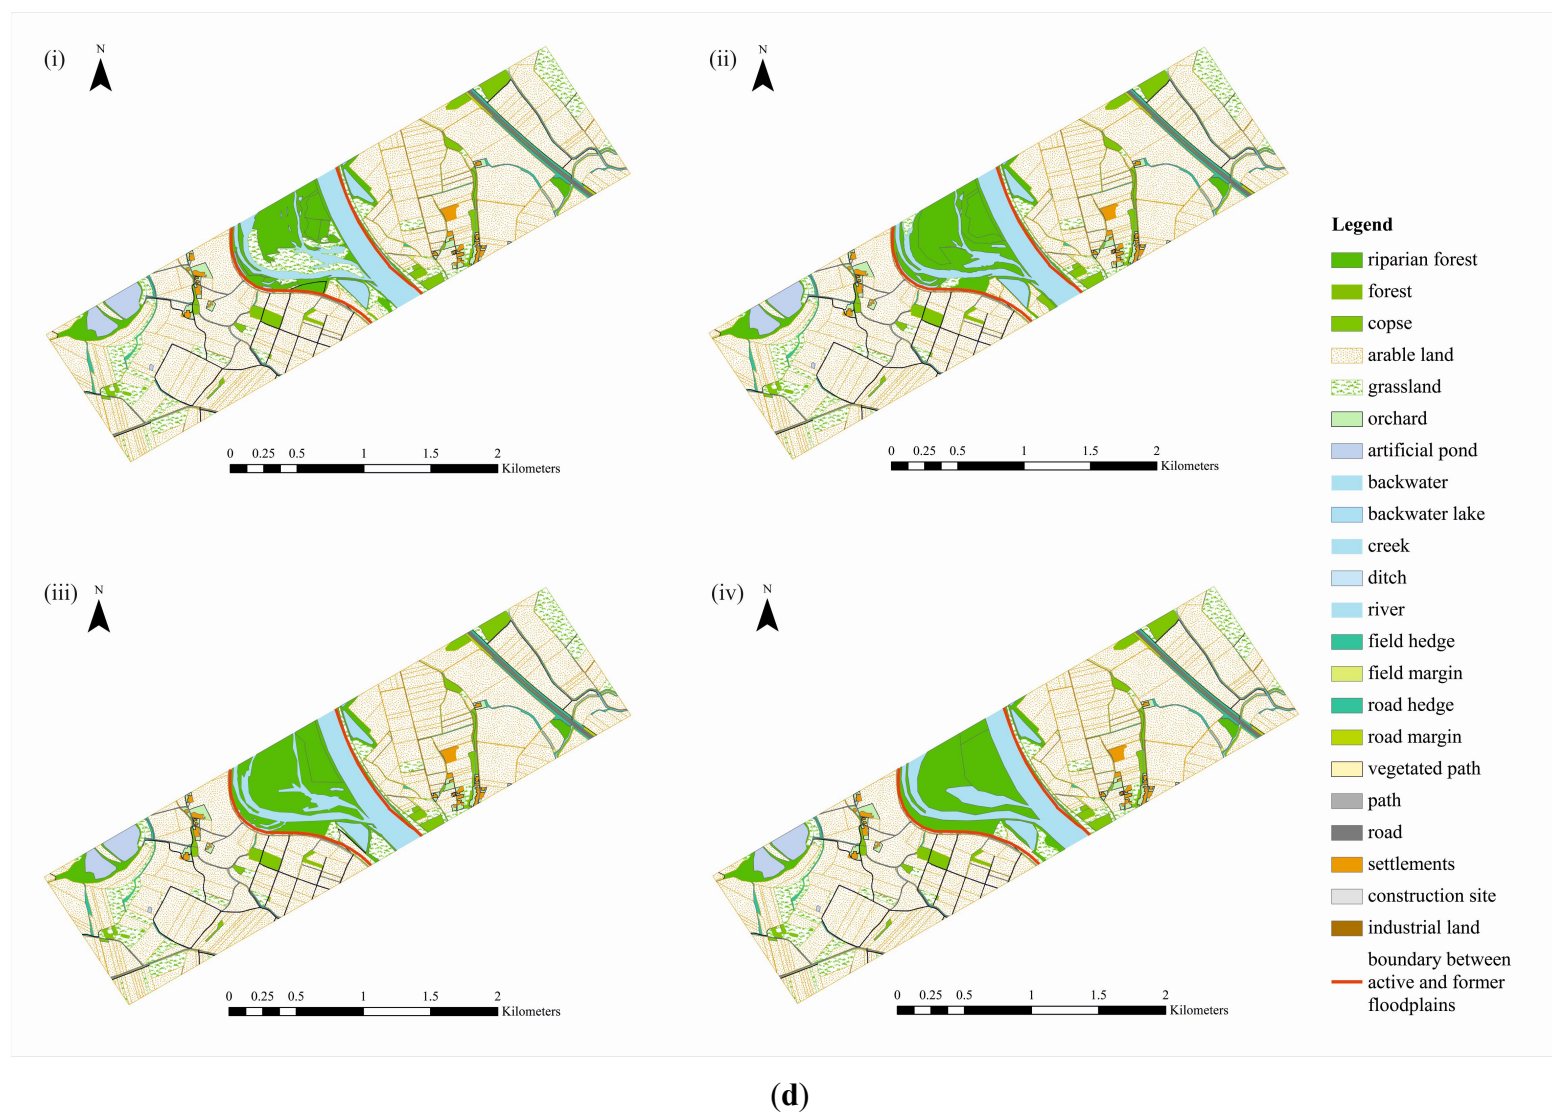 (i)
N
0 0.25 0.5 1 1.5 2
Kilometers
(ii)
N
0 0.25 0.5 1 1.5 2
Kilometers
(iii)
N
0 0.25 0.5 1 1.5 2
Kilometers
(iv)
N
0 0.25 0.5 1 1.5 2
Kilometers
Legend
riparian forest
forest
copse
arable land
grassland
orchard
artificial pond
backwater
backwater lake
creek
ditch
river
field hedge
field margin
road hedge
road margin
vegetated path
path
road
settlements
construction site
industrial land
boundary between
active and former
floodplains
(d)